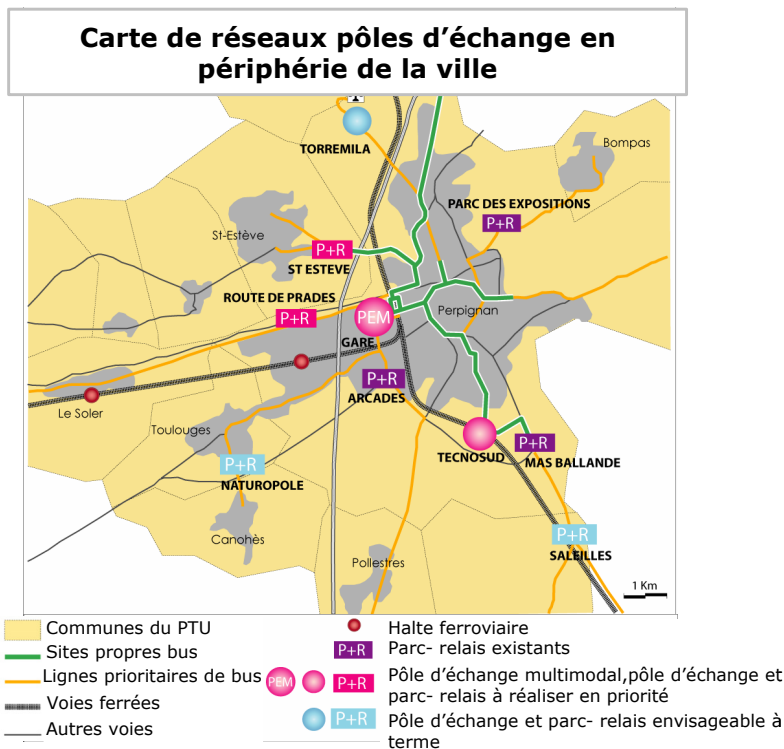 Carte de réseaux pôles d'échange en
périphérie de la ville
TORREMILA
Bompas
PARC DES EXPOSITIONS
P+R
St-Estève
P+R
ST ESTEVE
ROUTE DE PRADES
P+R
PEM
Perpignan
GARE
P+R
ARCADES
Le Soler
Toulouges
P+R
MAS BALLANDE
TECNOSUD
P+R
NATUROPOLE
Canohès
P+R
SALEILLES
Pollestres
1 Km
Communes du PTU
Sites propres bus
Lignes prioritaires de bus
Voies ferrées
Autres voies
Halte ferroviaire
P+R Parc- relais existants
PEM P+R Pôle d'échange multimodal,pôle d'échange et
parc- relais à réaliser en priorité
P+R Pôle d'échange et parc- relais envisageable à
terme